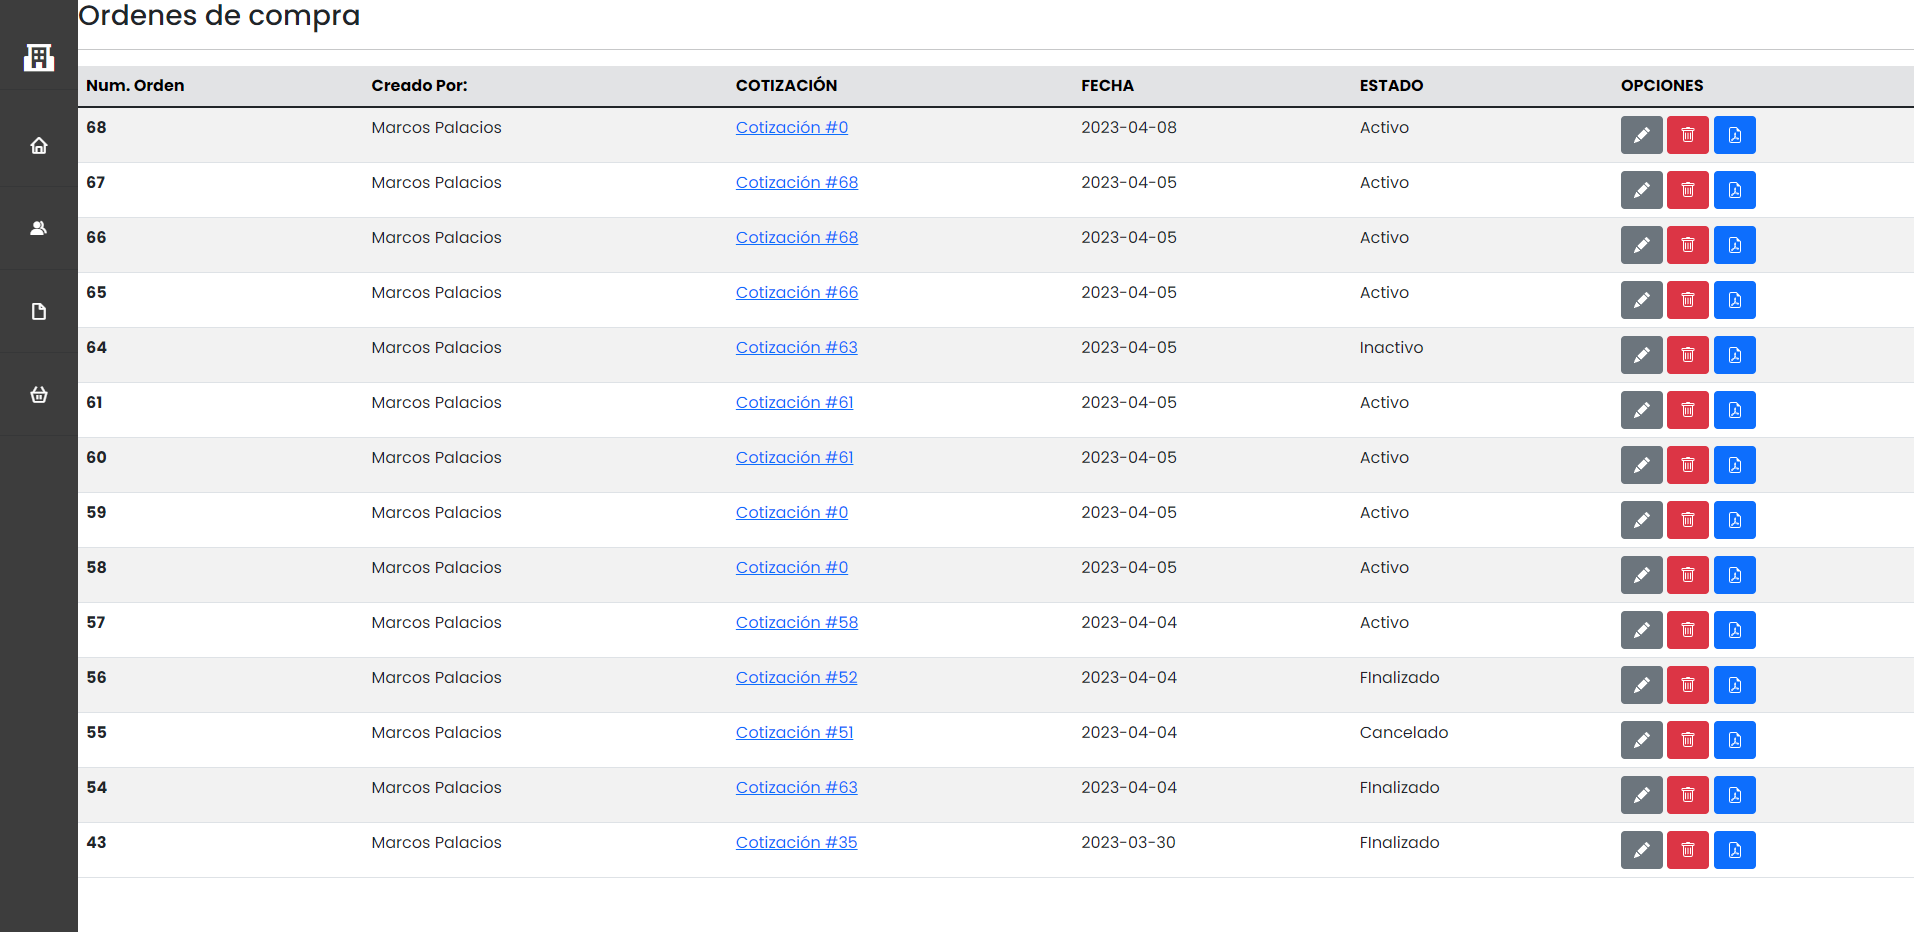 Ordenes de compra
Num. Orden Creado Por: COTIZACIÓN FECHA ESTADO OPCIONES
68 Marcos Palacios Cotización #0 2023-04-08 Activo
67 Marcos Palacios Cotización #68 2023-04-05 Activo
66 Marcos Palacios Cotización #68 2023-04-05 Activo
65 Marcos Palacios Cotización #66 2023-04-05 Activo
64 Marcos Palacios Cotización #63 2023-04-05 Inactivo
61 Marcos Palacios Cotización #61 2023-04-05 Activo
60 Marcos Palacios Cotización #61 2023-04-05 Activo
59 Marcos Palacios Cotización #0 2023-04-05 Activo
58 Marcos Palacios Cotización #0 2023-04-05 Activo
57 Marcos Palacios Cotización #58 2023-04-04 Activo
56 Marcos Palacios Cotización #52 2023-04-04 FInalizado
55 Marcos Palacios Cotización #51 2023-04-04 Cancelado
54 Marcos Palacios Cotización #63 2023-04-04 FInalizado
43 Marcos Palacios Cotización #35 2023-03-30 FInalizado